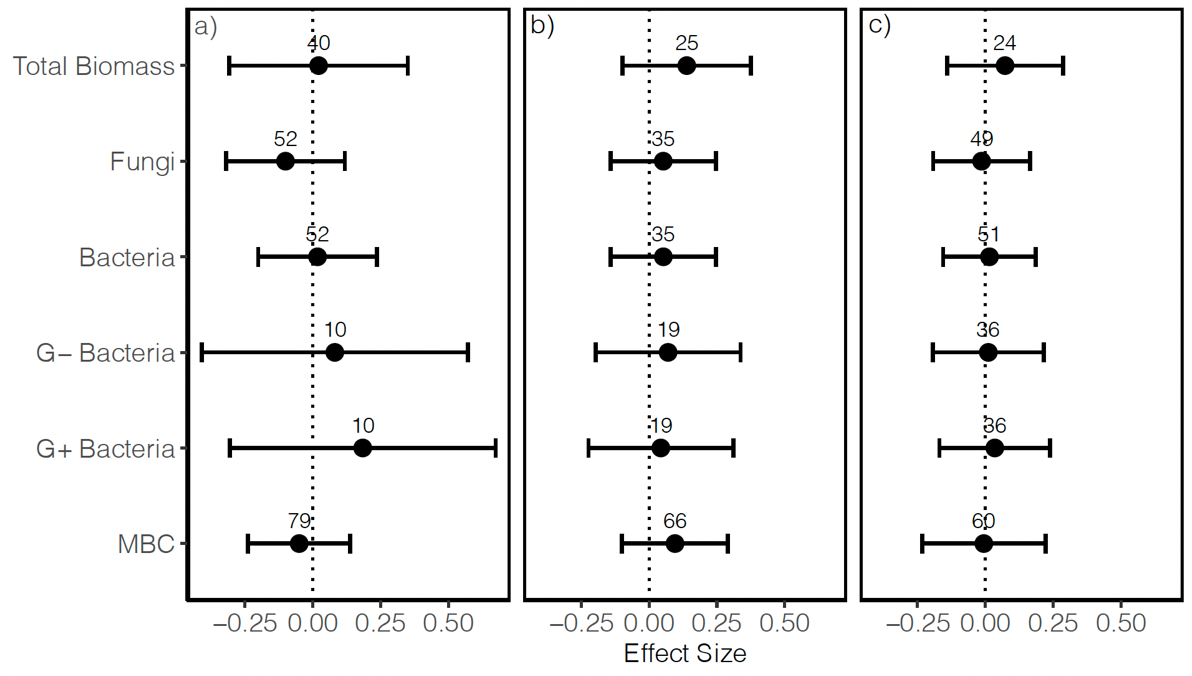 a) b) c)
40 25 24
Total Biomass
52 35 49
Fungi
52 35 51
Bacteria
10 19 36
G− Bacteria
10 19 36
G+ Bacteria
79 66 60
MBC
−0.25 0.00 0.25 0.50 −0.25 0.00 0.25 0.50 −0.25 0.00 0.25 0.50
Effect Size